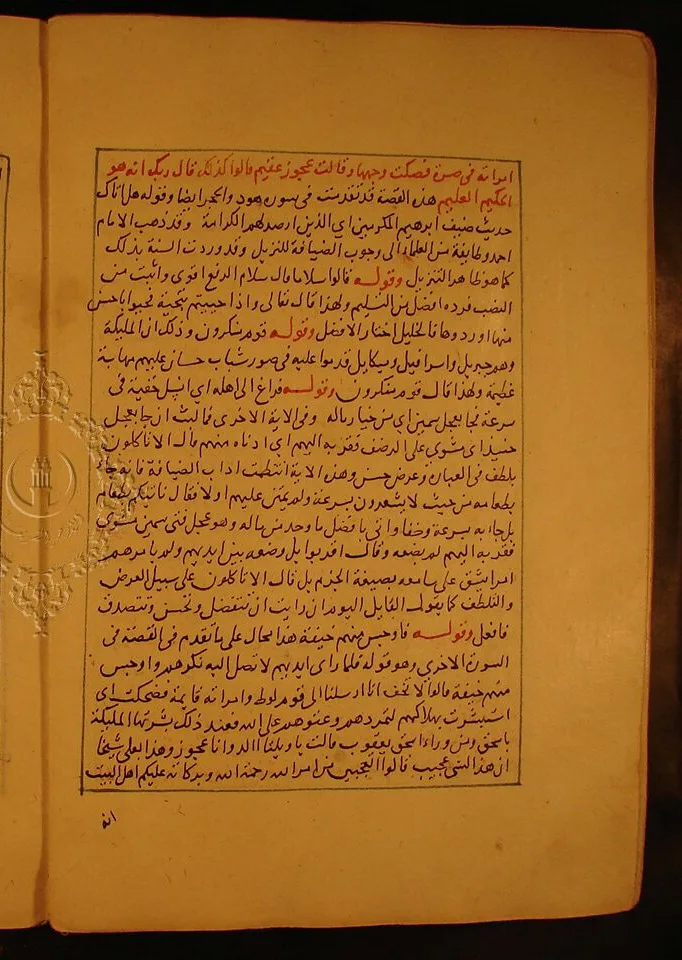 امراته في صرة فصكت وجهها وقالت عجوز عقيم قالوا كذلك قال ربك انه هو
الحكيم العليم هذه القصة قد تقدمت في سورة هود والحجر ايضا وقوله هل اتاك
حديث ضيف ابرهيم المكرمين اي الذين ارصد لهم الكرامة وقد ذهب الامام
احمد وطايفة من العلما الى وجوب الضيافة للنزيل وقد وردت السنة بذلك
كما هو ظاهر التنزيل وقوله قالوا سلاما قال سلام الرفع اقوى واثبت من
النصب فرده افضل من التسليم ولهذا قال تعالى واذا حييتم بتحية فحيوا باحسن
منها او ردوها فالخليل اختار الافضل وقوله قوم منكرون وذلك ان المليكة
وهم جبريل واسرافيل وميكايل قدموا عليه في صور شباب حسان عليهم مهابة
عظيمة ولهذا قال قوم منكرون وقوله فراغ الى اهله اي انسل خفية في
سرعة فجا بعجل سمين اي من خيار ماله وفي الاية الاخرى فما لبث ان جا بعجل
حنيذ اي مشوي على الرضف فقربه اليهم اي ادناه منهم قال الا تاكلون
تلطف في العبارة وعرض حسن وهذه الاية انتظمت اداب الضيافة فانه جا
بطعامه من حيث لا يشعرون بسرعة ولم يمتن عليهم اولا فقال ناتيكم بطعام
بل جا به بسرعة وخفا واتى بافضل ما وجد من ماله وهو عجل فتي سمين مشوي
فقربه اليهم لم يضعه وقال اقربوا بل وضعه بين ايديهم ولم يامرهم
امرا يشق على سامعه بصيغة الجزم بل قال الا تاكلون على سبيل العرض
والتلطف كما يقول القايل اليوم ان رايت ان تتفضل وتحسن وتتصدق
فافعل وقوله فاوجس منهم خيفة هذا محال على ما تقدم في القصة في
السورة الاخرى وهو قوله فلما راى ايديهم لا تصل اليه نكرهم واوجس
منهم خيفة قالوا لا تخف انا ارسلنا الى قوم لوط وامراته قايمة فضحكت اي
استبشرت بهلاكهم لتمردهم وعتوهم على الله فعند ذلك بشرتها المليكة
باسحق ومن وراء اسحق يعقوب قالت يا ويلتا االد وانا عجوز وهذا بعلي شيخا
ان هذا لشي عجيب قالوا اتعجبين من امر الله رحمة الله وبركاته عليكم اهل البيت
انه